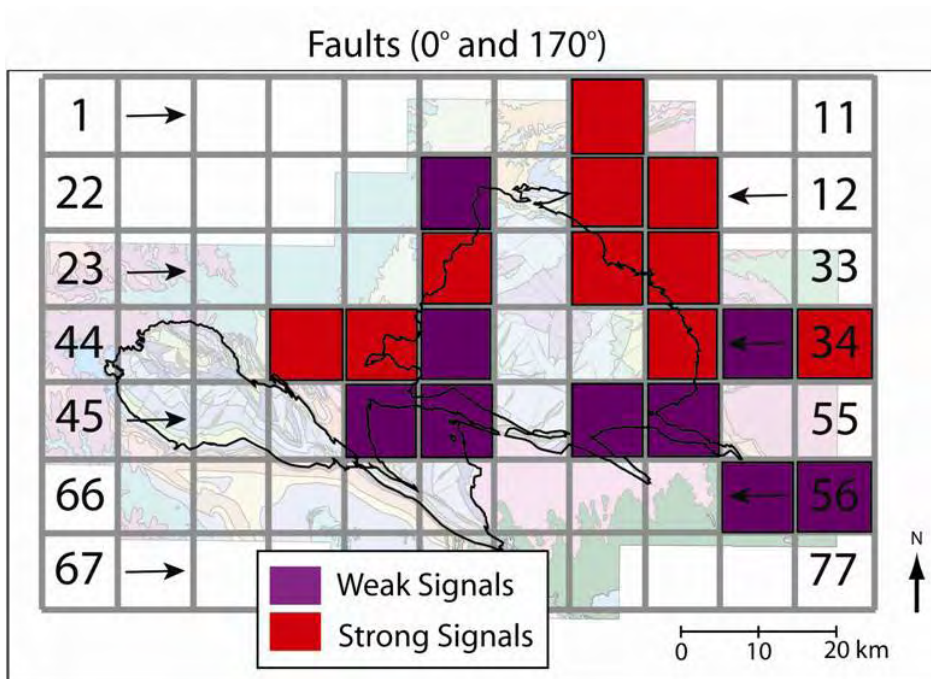 Faults (0° and 170°)
1 11
22 12
23 33
44 34
45 55
66 56
67 77
N
Weak Signals
Strong Signals
0 10 20 km